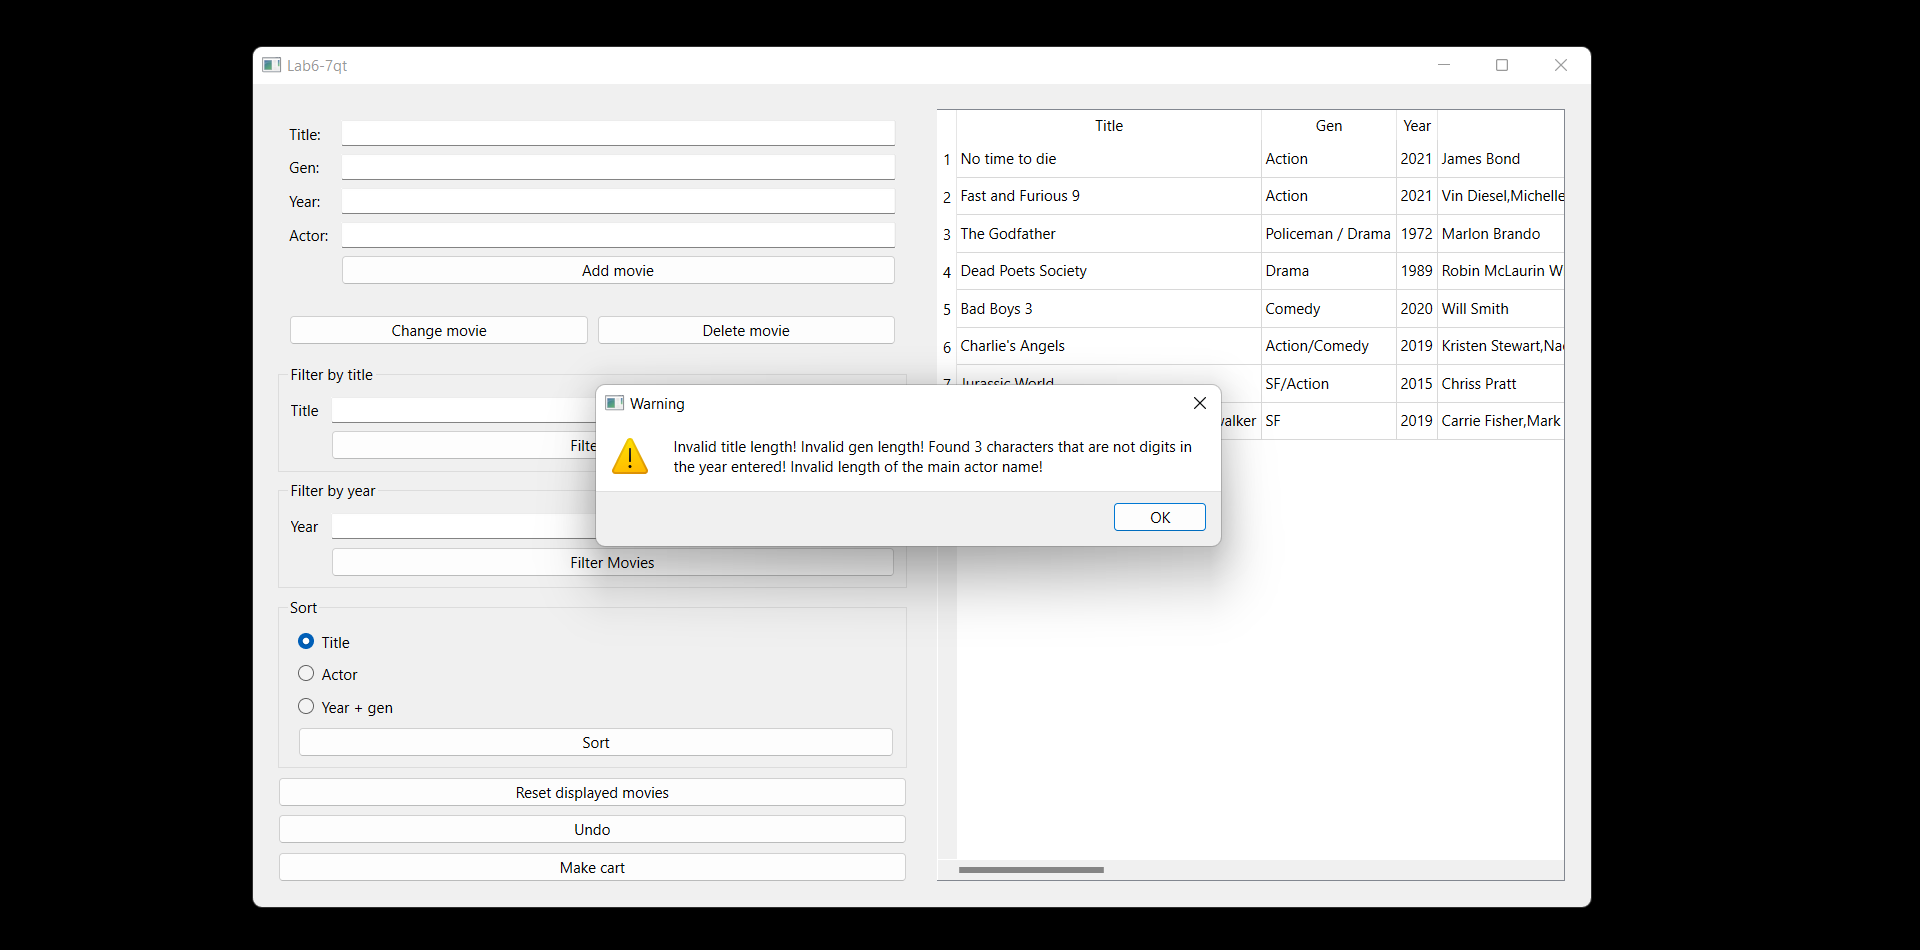 Lab6-7qt
Title:
Gen:
Year:
Actor:
Add movie
Change movie
Delete movie
Filter by title
Title
Filte
Filter by year
Year
Filter Movies
Sort
Title
Actor
Year + gen
Sort
Reset displayed movies
Undo
Make cart
Title Gen Year
1 No time to die Action 2021 James Bond
2 Fast and Furious 9 Action 2021 Vin Diesel,Michelle
3 The Godfather Policeman / Drama 1972 Marlon Brando
4 Dead Poets Society Drama 1989 Robin McLaurin W
5 Bad Boys 3 Comedy 2020 Will Smith
6 Charlie's Angels Action/Comedy 2019 Kristen Stewart,Nao
7 Jurassic World SF/Action 2015 Chriss Pratt
valker SF 2019 Carrie Fisher,Mark
Warning
Invalid title length! Invalid gen length! Found 3 characters that are not digits in
the year entered! Invalid length of the main actor name!
OK